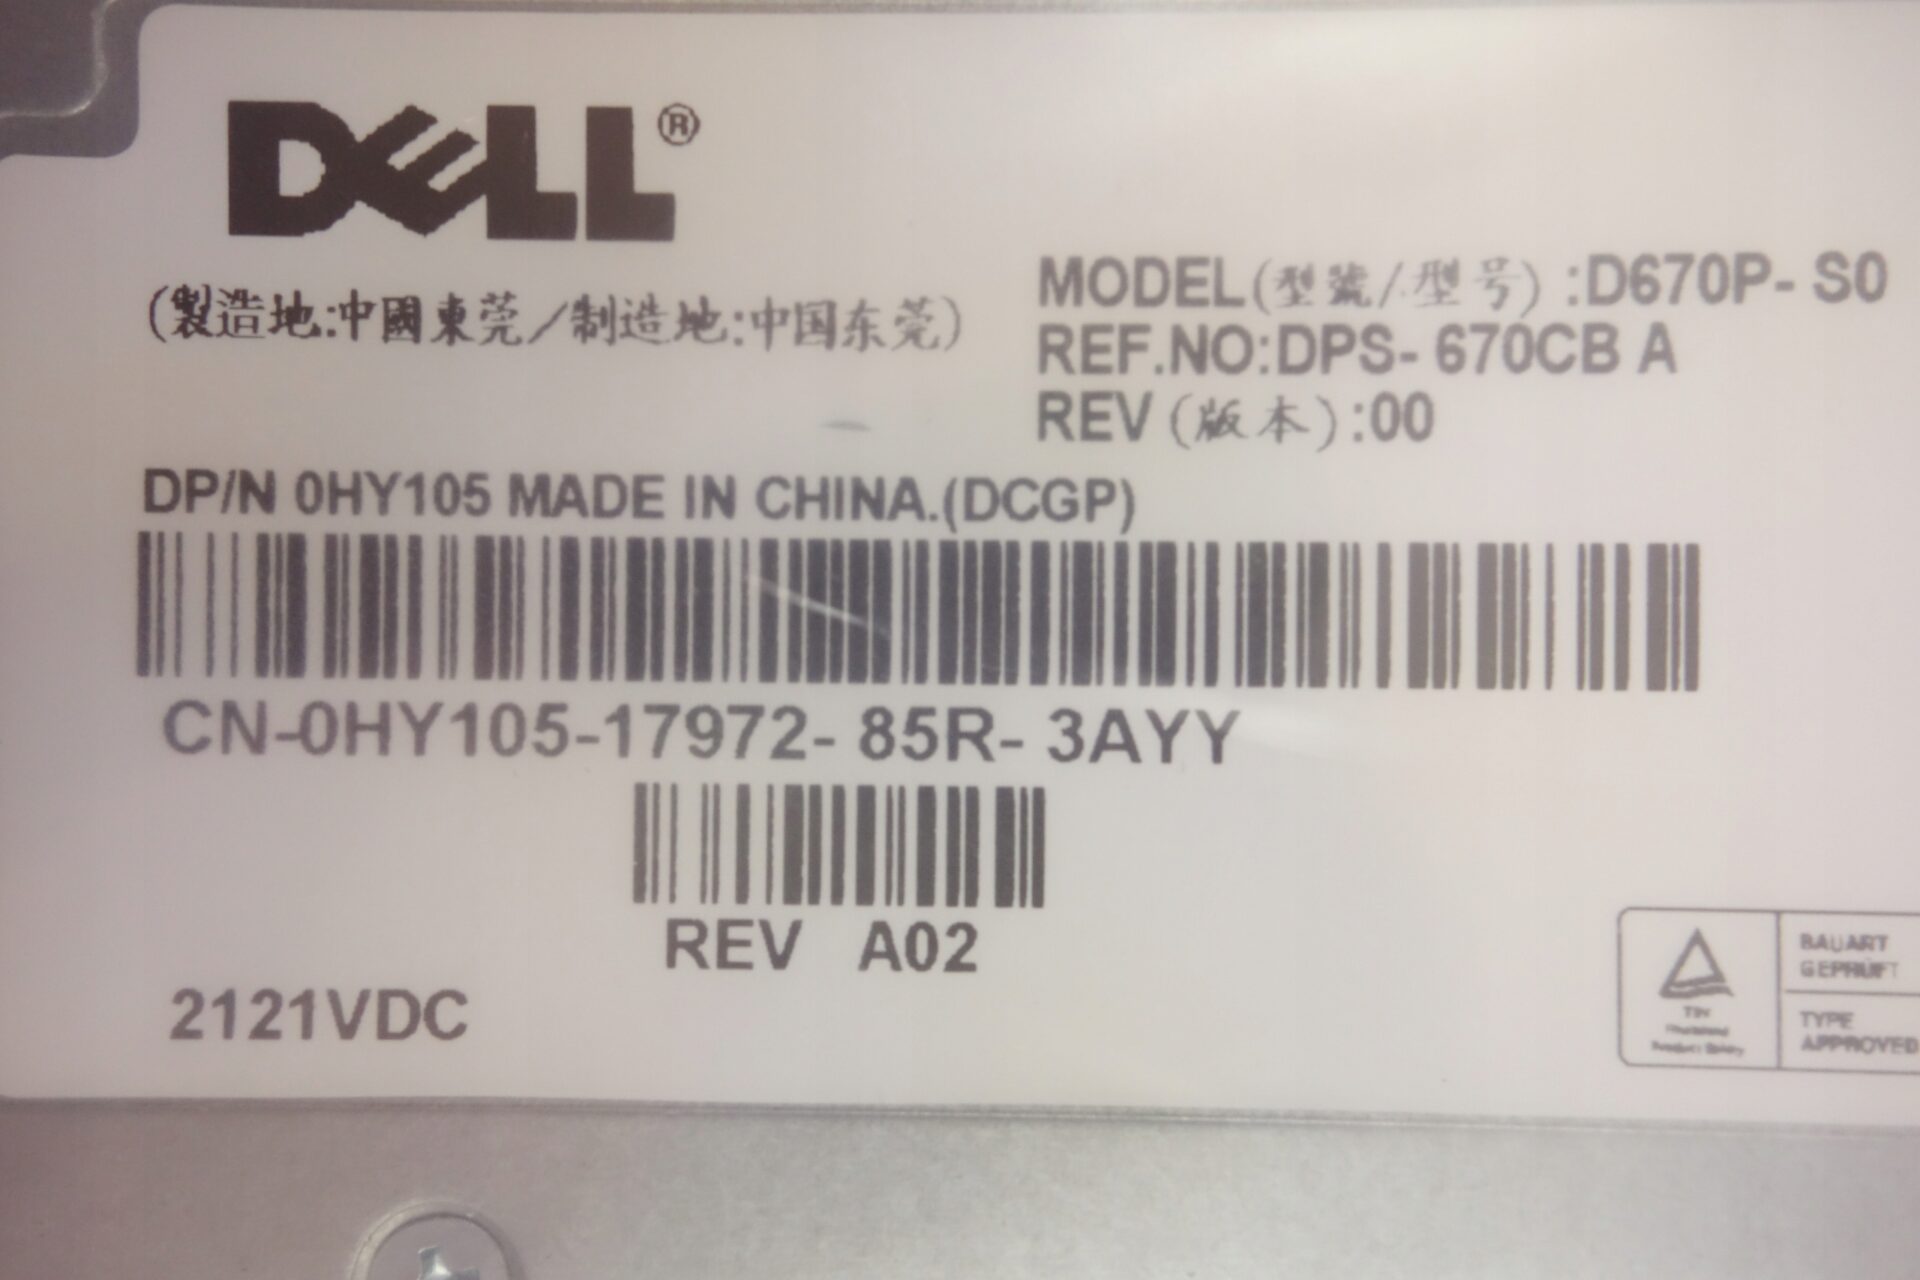 DELL®
(製造地:中國東莞/制造地:中国东莞)
MODEL(型號/型号):D670P- S0
REF.NO:DPS- 670CB A
REV(版本):00
DP/N 0HY105 MADE IN CHINA.(DCGP)
CN-0HY105-17972- 85R- 3AYY
REV A02
2121VDC
BAUART
GEPRÜFT
TYPE
APPROVED